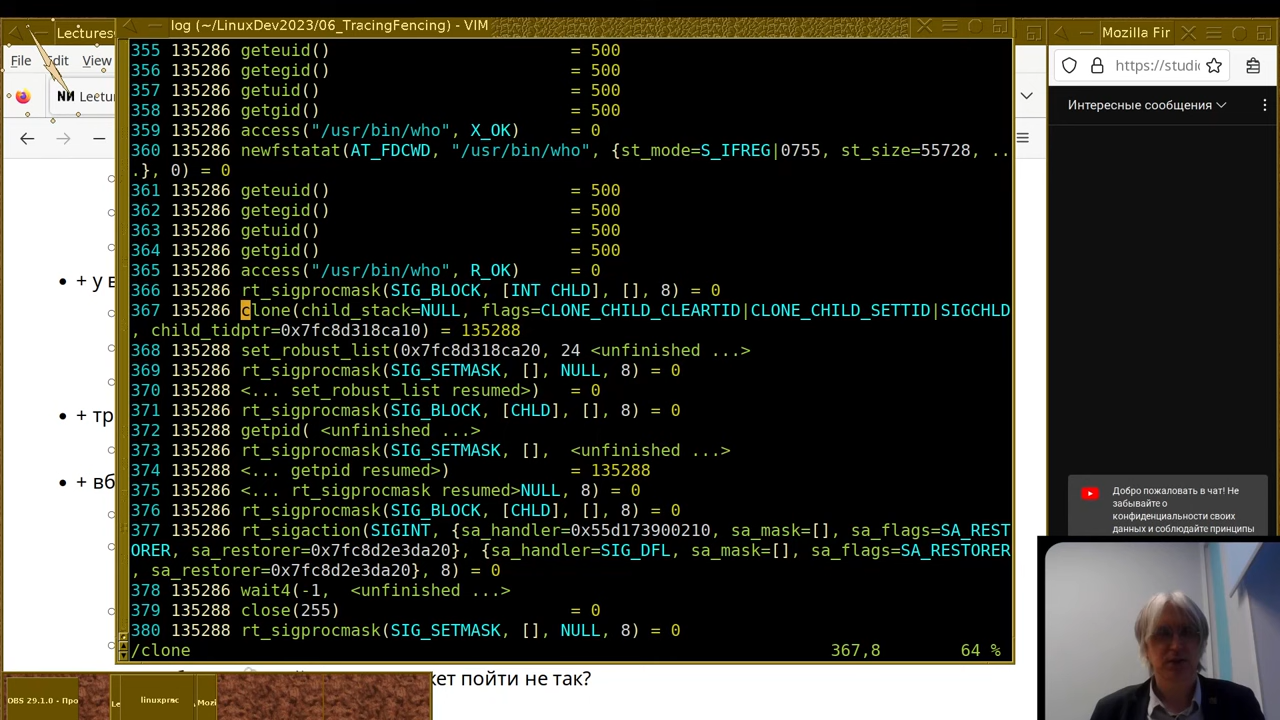 log (~/LinuxDev2023/06_TracingFencing) - VIM
Lectures
Mozilla Fir
File Edit View
https://studio
Lectur
Интересные сообщения
355 135286 geteuid() = 500
356 135286 getegid() = 500
357 135286 getuid() = 500
358 135286 getgid() = 500
359 135286 access("/usr/bin/who", X_OK) = 0
360 135286 newfstatat(AT_FDCWD, "/usr/bin/who", {st_mode=S_IFREG|0755, st_size=55728, ..
.}, 0) = 0
361 135286 geteuid() = 500
362 135286 getegid() = 500
363 135286 getuid() = 500
364 135286 getgid() = 500
365 135286 access("/usr/bin/who", R_OK) = 0
366 135286 rt_sigprocmask(SIG_BLOCK, [INT CHLD], [], 8) = 0
367 135286 clone(child_stack=NULL, flags=CLONE_CHILD_CLEARTID|CLONE_CHILD_SETTID|SIGCHLD
, child_tidptr=0x7fc8d318ca10) = 135288
368 135288 set_robust_list(0x7fc8d318ca20, 24 <unfinished ...>
369 135286 rt_sigprocmask(SIG_SETMASK, [], NULL, 8) = 0
370 135288 <... set_robust_list resumed>) = 0
371 135286 rt_sigprocmask(SIG_BLOCK, [CHLD], [], 8) = 0
372 135288 getpid( <unfinished ...>
373 135286 rt_sigprocmask(SIG_SETMASK, [], <unfinished ...>
374 135288 <... getpid resumed>) = 135288
375 135286 <... rt_sigprocmask resumed>NULL, 8) = 0
376 135286 rt_sigprocmask(SIG_BLOCK, [CHLD], [], 8) = 0
377 135286 rt_sigaction(SIGINT, {sa_handler=0x55d173900210, sa_mask=[], sa_flags=SA_REST
ORER, sa_restorer=0x7fc8d2e3da20}, {sa_handler=SIG_DFL, sa_mask=[], sa_flags=SA_RESTORER
, sa_restorer=0x7fc8d2e3da20}, 8) = 0
378 135286 wait4(-1, <unfinished ...>
379 135288 close(255) = 0
380 135288 rt_sigprocmask(SIG_SETMASK, [], NULL, 8) = 0
/clone 367,8 64 %
+ у в
+ тр
+ вб
Добро пожаловать в чат! Не
забывайте о
конфиденциальности своих
данных и соблюдайте принципы
жет пойти не так?
OBS 29.1.0 - Про
Le
linuxprac
Mozi